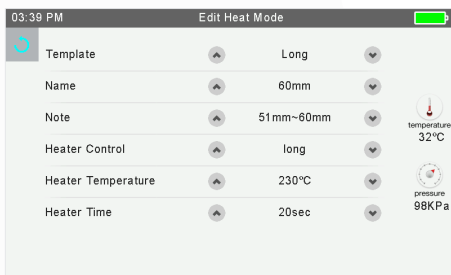 03:39 PM Edit Heat Mode
Template Long
Name 60mm
Note 51mm~60mm
Heater Control long
Heater Temperature 230℃
Heater Time 20sec
temperature
32℃
pressure
98KPa